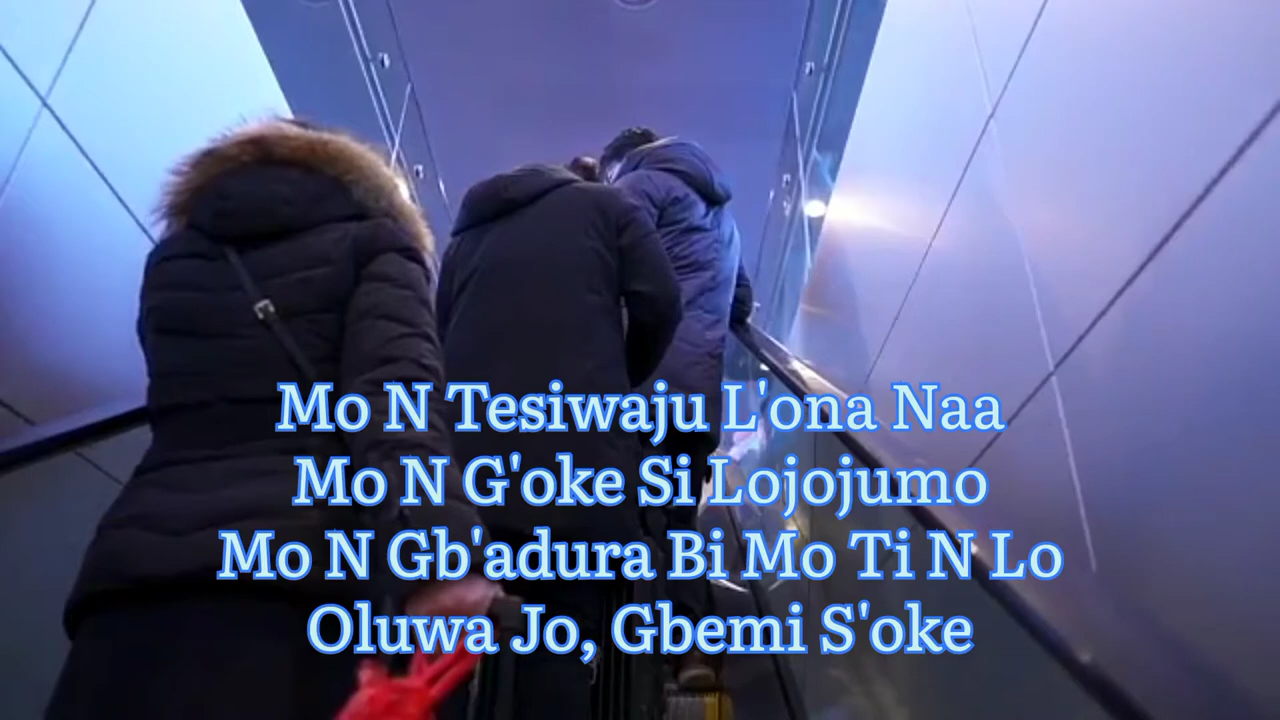 Mo N Tesiwaju L'ona Naa
Mo N G'oke Si Lojojumo
Mo N Gb'adura Bi Mo Ti N Lo
Oluwa Jo, Gbemi S'oke